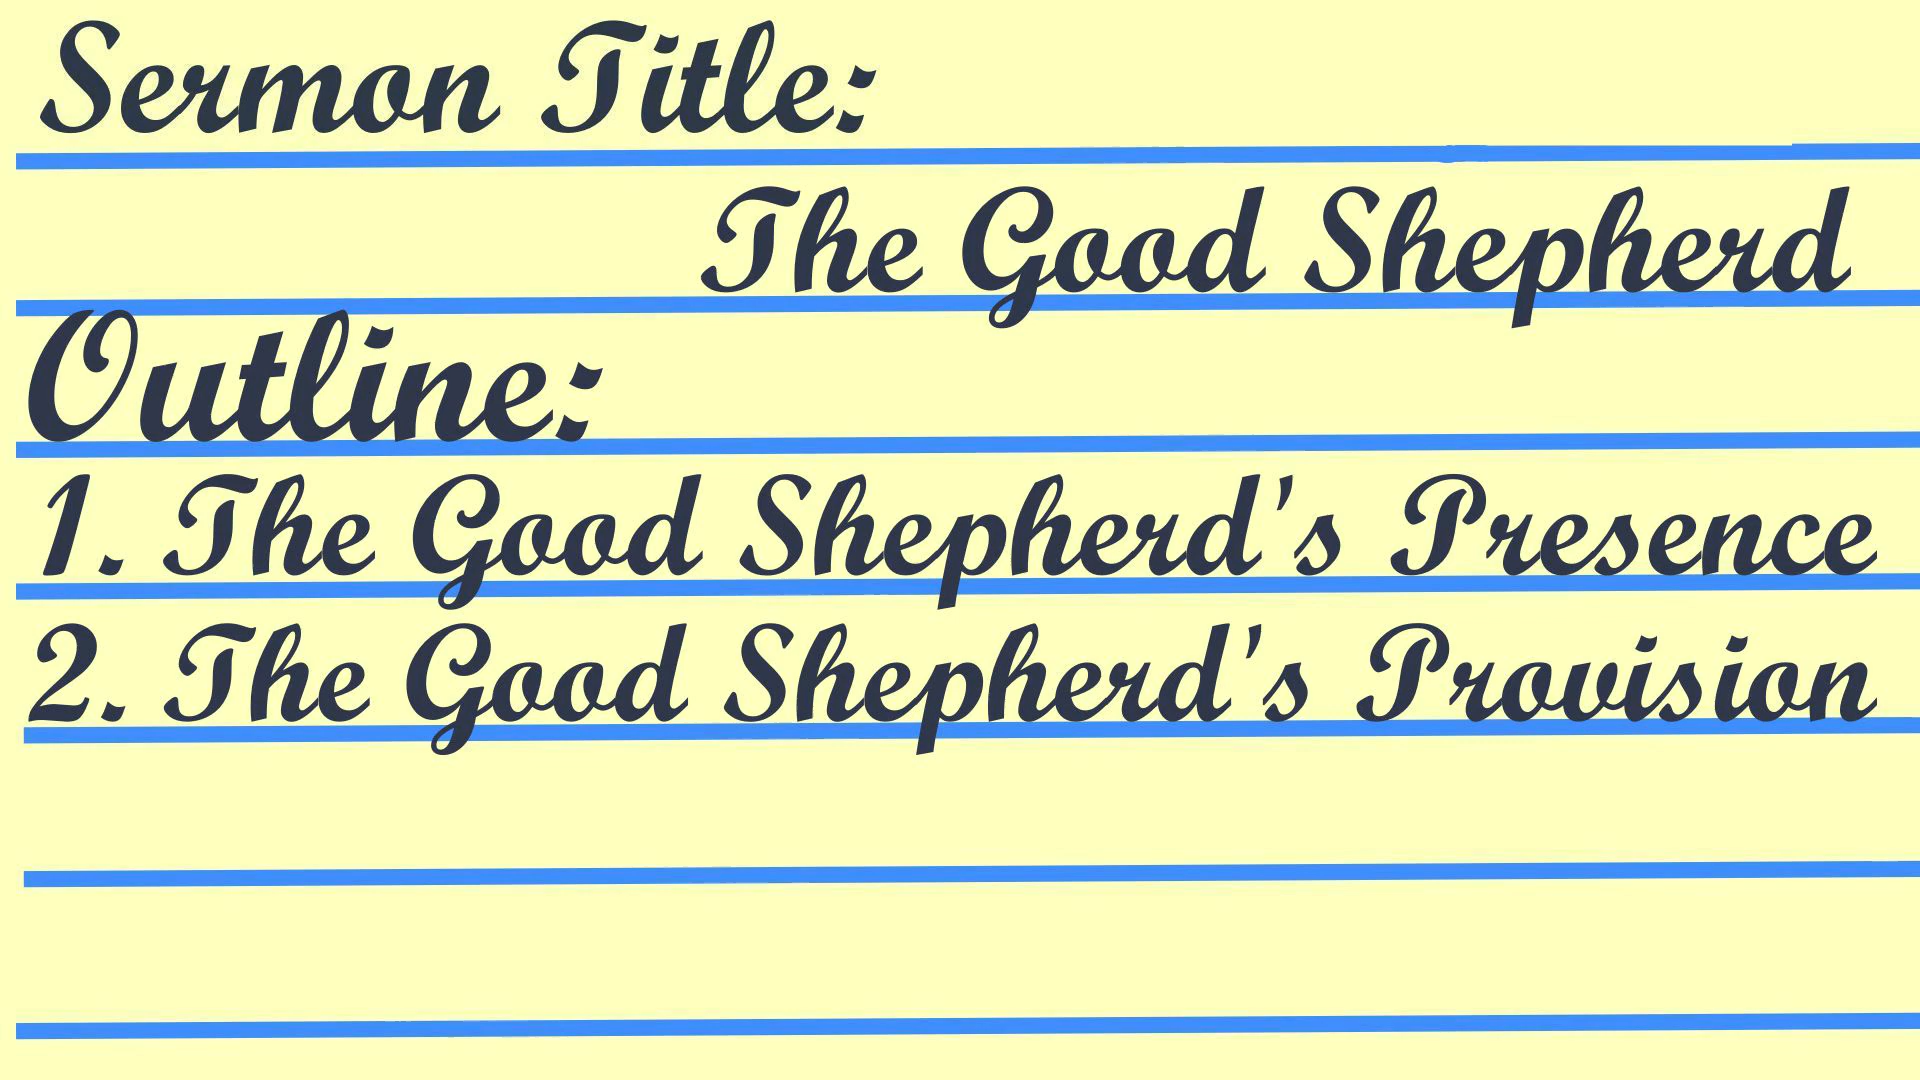 Sermon Title:
The Good Shepherd
Outline:
1. The Good Shepherd's Presence
2. The Good Shepherd's Provision